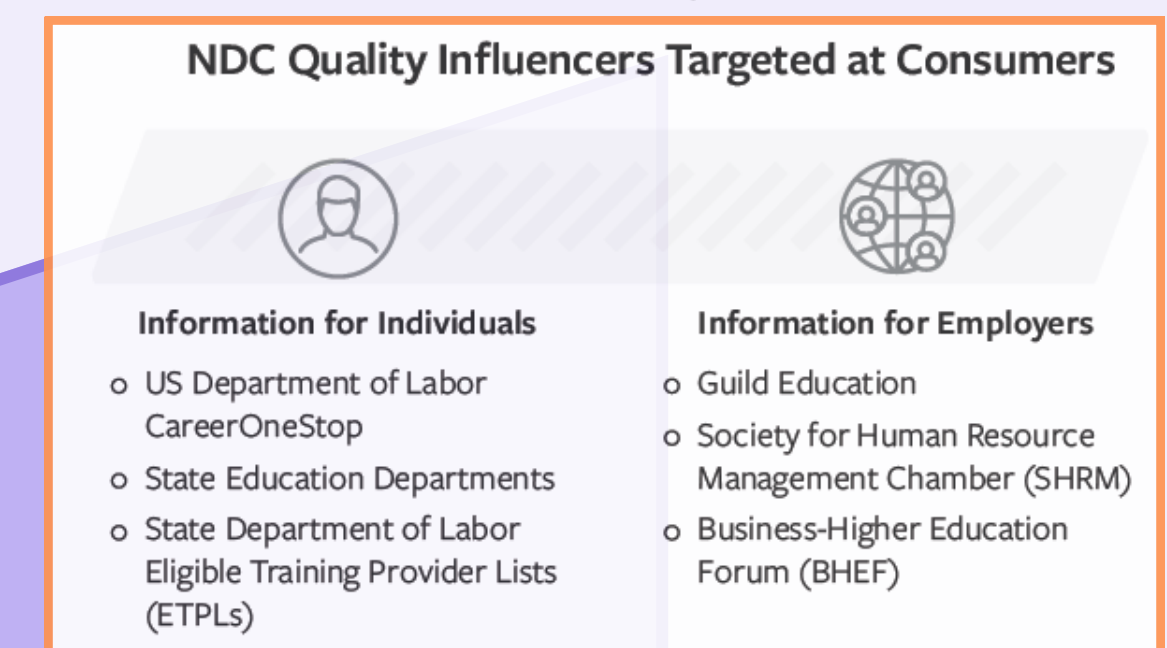 NDC Quality Influencers Targeted at Consumers
Information for Individuals
US Department of Labor
CareerOneStop
State Education Departments
State Department of Labor
Eligible Training Provider Lists
(ETPLs)
Information for Employers
Guild Education
Society for Human Resource
Management Chamber (SHRM)
Business-Higher Education
Forum (BHEF)